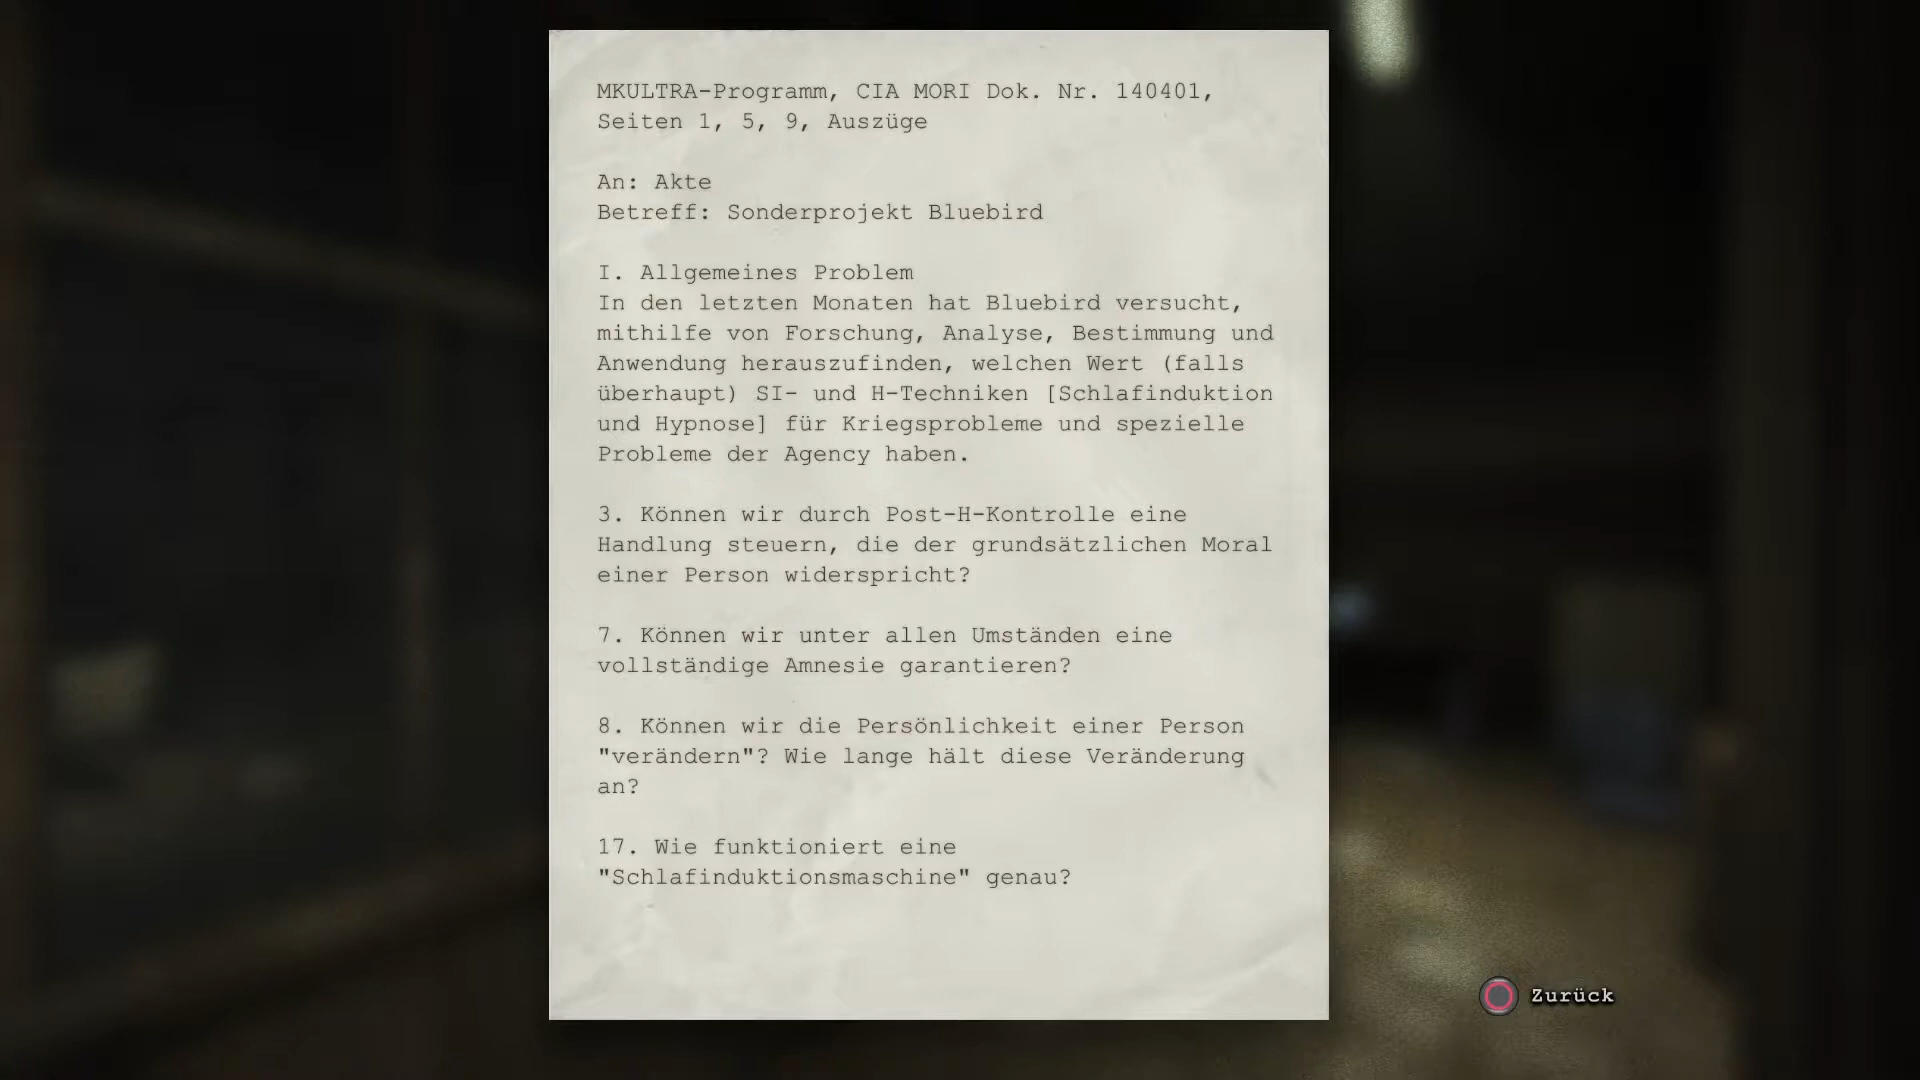 MKULTRA-Programm, CIA MORI Dok. Nr. 140401,
Seiten 1, 5, 9, Auszüge
An: Akte
Betreff: Sonderprojekt Bluebird
I. Allgemeines Problem
In den letzten Monaten hat Bluebird versucht,
mithilfe von Forschung, Analyse, Bestimmung und
Anwendung herauszufinden, welchen Wert (falls
überhaupt) SI- und H-Techniken [Schlafinduktion
und Hypnose] für Kriegsprobleme und spezielle
Probleme der Agency haben.
3. Können wir durch Post-H-Kontrolle eine
Handlung steuern, die der grundsätzlichen Moral
einer Person widerspricht?
7. Können wir unter allen Umständen eine
vollständige Amnesie garantieren?
8. Können wir die Persönlichkeit einer Person
"verändern"? Wie lange hält diese Veränderung
an?
17. Wie funktioniert eine
"Schlafinduktionsmaschine" genau?
Zurück